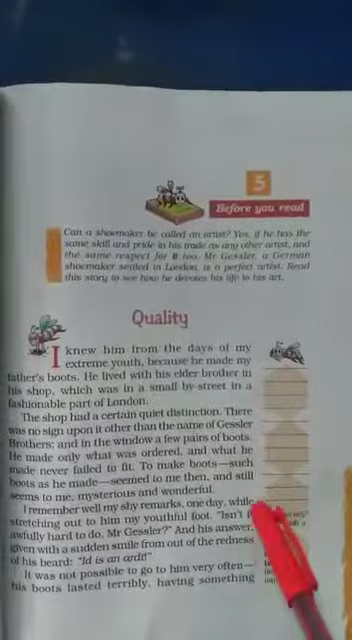 5
Before you read
Can a shoemaker be called an artist? Yes, if he has the
same skill and pride in his trade as any other artist, and
the same respect for it too. Mr Gessler, a German
shoemaker settled in London, is a perfect artist. Read
this story to see how he devotes his life to his art.
Quality
I knew him from the days of my
extreme youth, because he made my
father's boots. He lived with his elder brother in
his shop, which was in a small by-street in a
fashionable part of London.
The shop had a certain quiet distinction. There
was no sign upon it other than the name of Gessler
Brothers; and in the window a few pairs of boots.
He made only what was ordered, and what he
made never failed to fit. To make boots—such
boots as he made—seemed to me then, and still
seems to me, mysterious and wonderful.
I remember well my shy remark, one day, while
stretching out to him my youthful foot. "Isn't
awfully hard to do, Mr Gessler?" And his answer,
given with a sudden smile from out of the redness
of his beard: "Id is an ardt!"
It was not possible to go to him very often—
his boots lasted terribly, having something